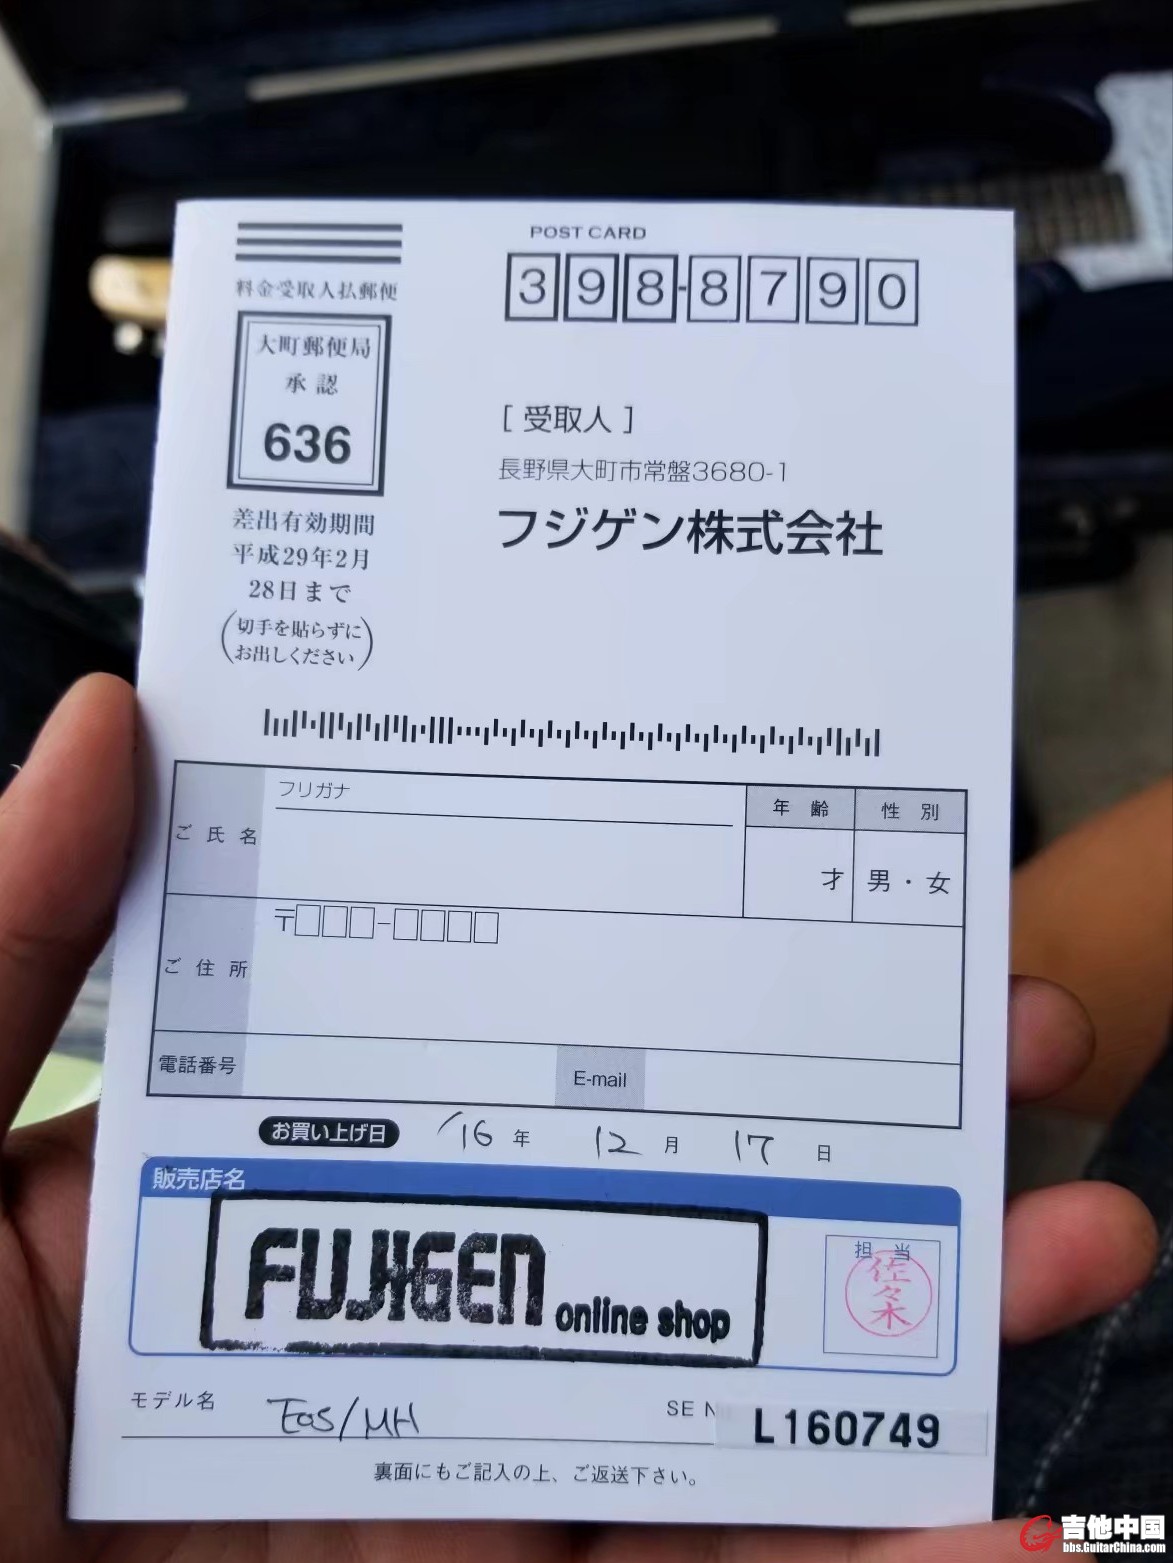 料金受取人払郵便
大町郵便局
承認
636
差出有効期間
平成29年2月
28日まで
(切手を貼らずに
お出しください)
POST CARD
398-8790
[受取人]
長野県大町市常盤3680-1
フジゲン株式会社
ご氏名
フリガナ
年齢
性別
才
男・女
ご住所
〒□□□-□□□□
電話番号
E-mail
お買い上げ日
'16年 12月 17日
販売店名
FUJIGEN online shop
担当
佐々木
モデル名
EOS/MH
SE
L160749
裏面にもご記入の上、ご返送下さい。
吉他中国
bbs.GuitarChina.com